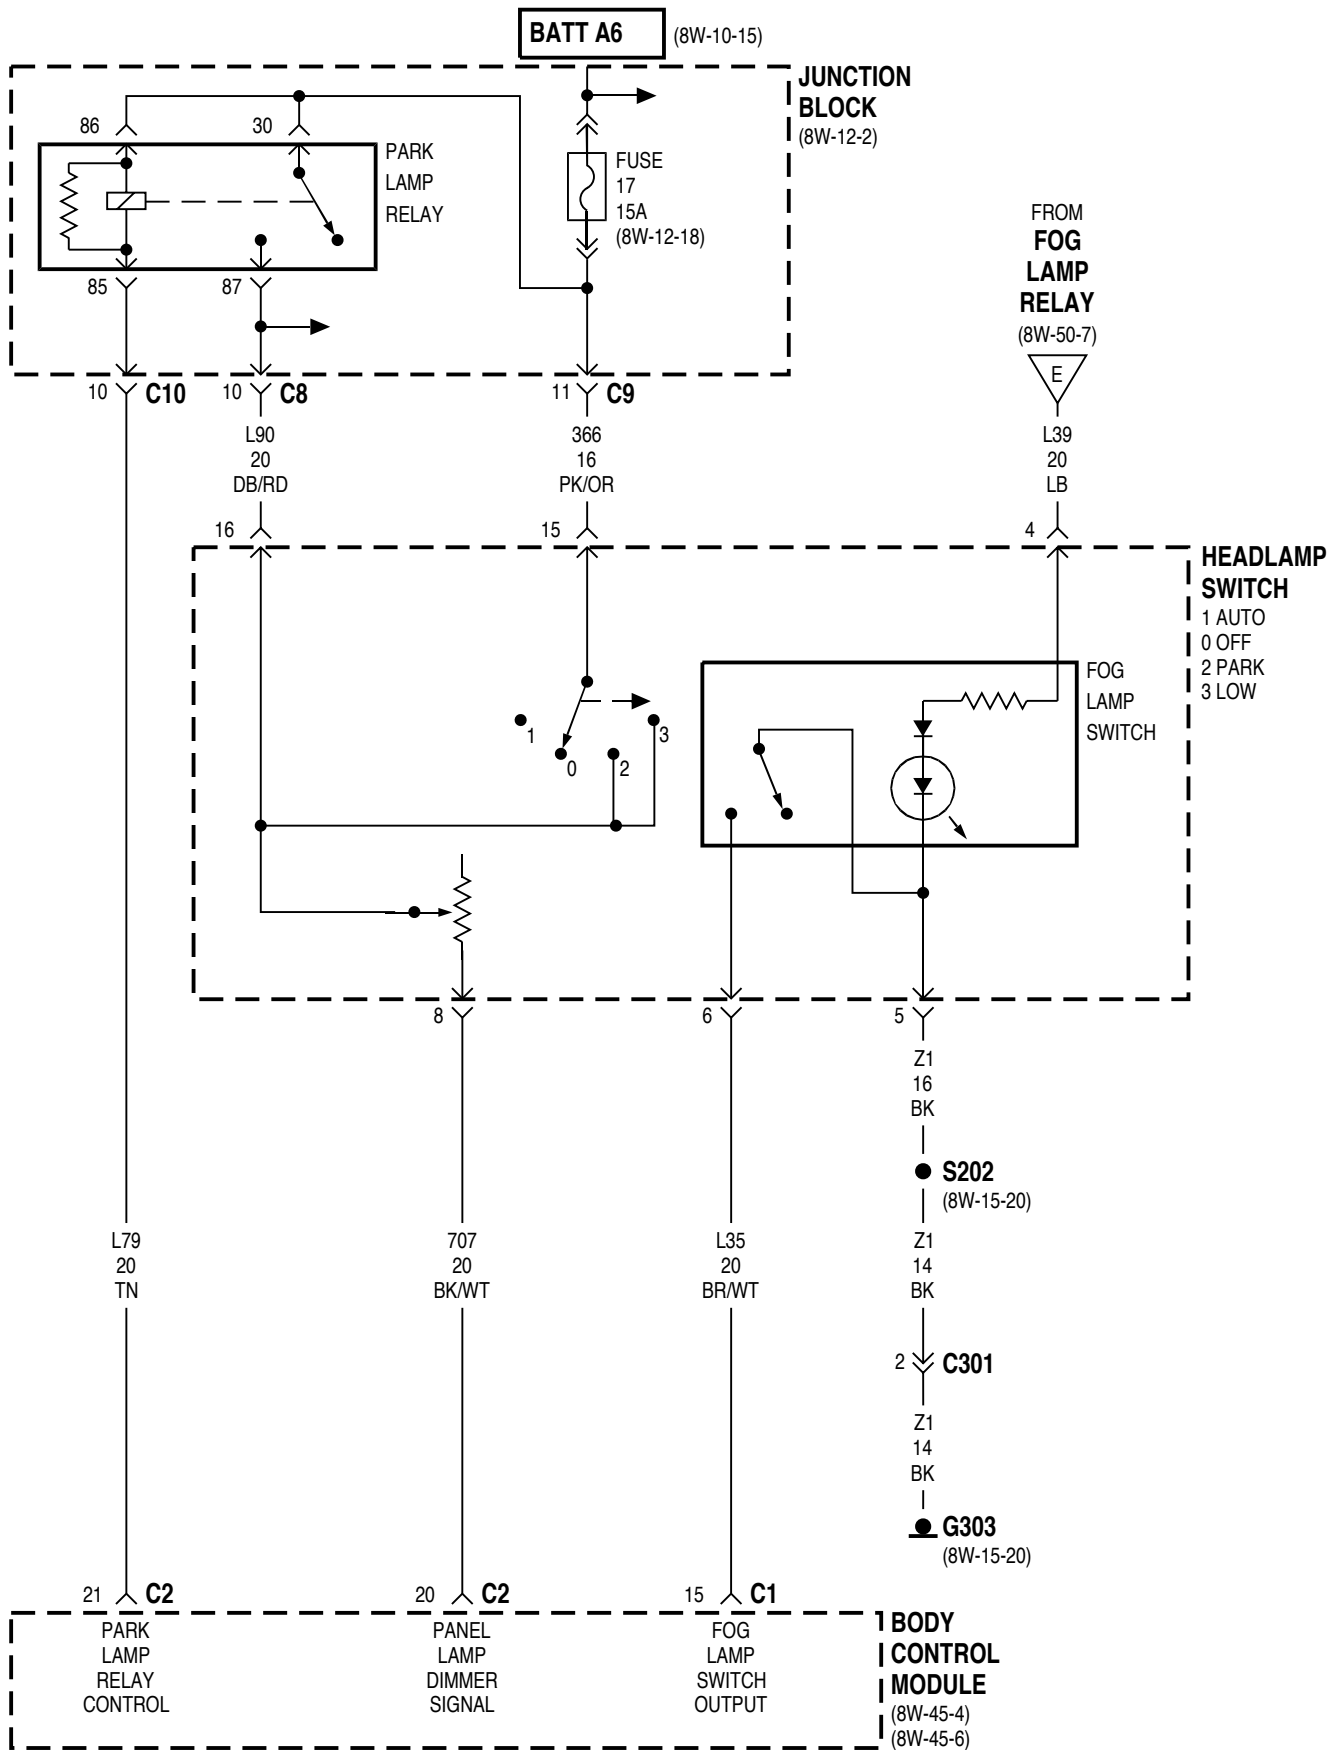 BATT A6 (8W-10-15)
JUNCTION
BLOCK
(8W-12-2)
86
30
PARK
LAMP
RELAY
FUSE
17
15A
(8W-12-18)
85
87
10 C10
10 C8
11 C9
FROM
FOG
LAMP
RELAY
(8W-50-7)
E
L90
20
DB/RD
366
16
PK/OR
L39
20
LB
16
15
4
HEADLAMP
SWITCH
1 AUTO
0 OFF
2 PARK
3 LOW
FOG
LAMP
SWITCH
1
0
2
3
8
6
5
Z1
16
BK
S202
(8W-15-20)
L79
20
TN
707
20
BK/WT
L35
20
BR/WT
Z1
14
BK
2 C301
Z1
14
BK
G303
(8W-15-20)
21 C2
20 C2
15 C1
PARK
LAMP
RELAY
CONTROL
PANEL
LAMP
DIMMER
SIGNAL
FOG
LAMP
SWITCH
OUTPUT
BODY
CONTROL
MODULE
(8W-45-4)
(8W-45-6)